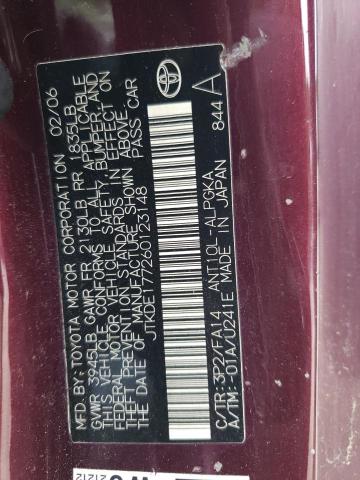 MFD. BY: TOYOTA MOTOR CORPORATION 02/06
GVWR 3945LB GAWR FR 2130LB RR 1855LB
THIS VEHICLE CONFORMS TO ALL APPLICABLE
FEDERAL MOTOR VEHICLE SAFETY, BUMPER, AND
THEFT PREVENTION STANDARDS IN EFFECT ON
THE DATE OF MANUFACTURE SHOWN ABOVE.
JTKDE177260123148 PASS CAR
C/TR: 3P2/FA14 ANT10L-ALPGKA 844
A/TM: -01A/U241E MADE IN JAPAN A
21212